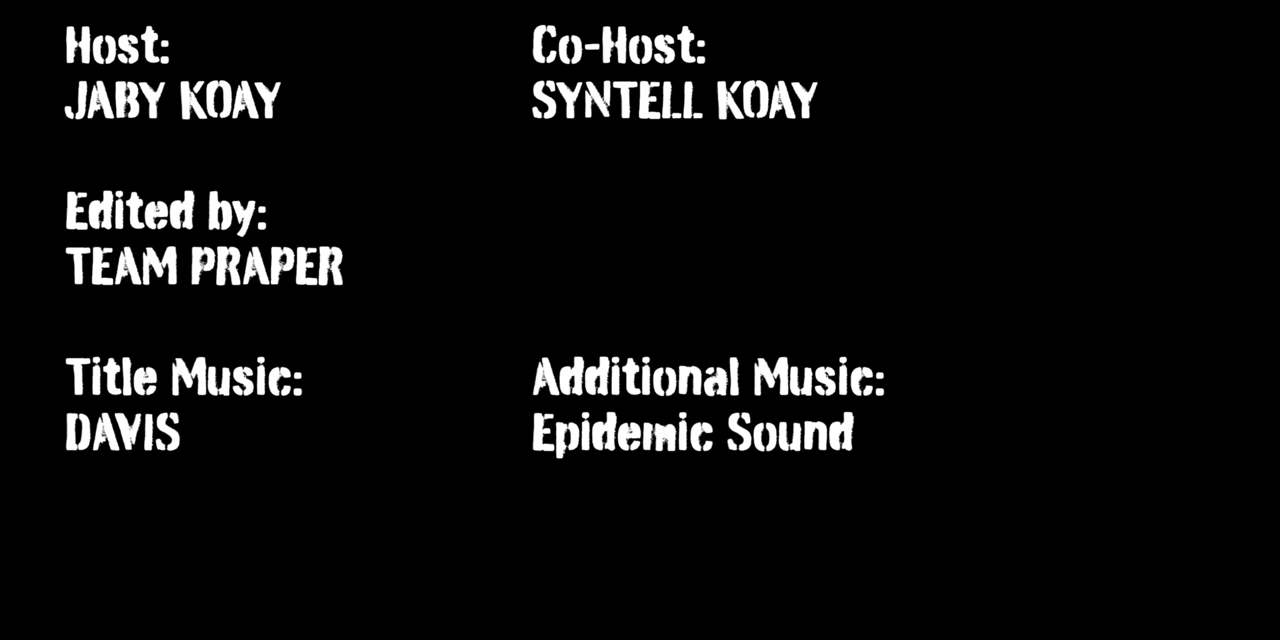 Host:
JABY KOAY
Co-Host:
SYNTELL KOAY
Edited by:
TEAM PRAPER
Title Music:
DAVIS
Additional Music:
Epidemic Sound